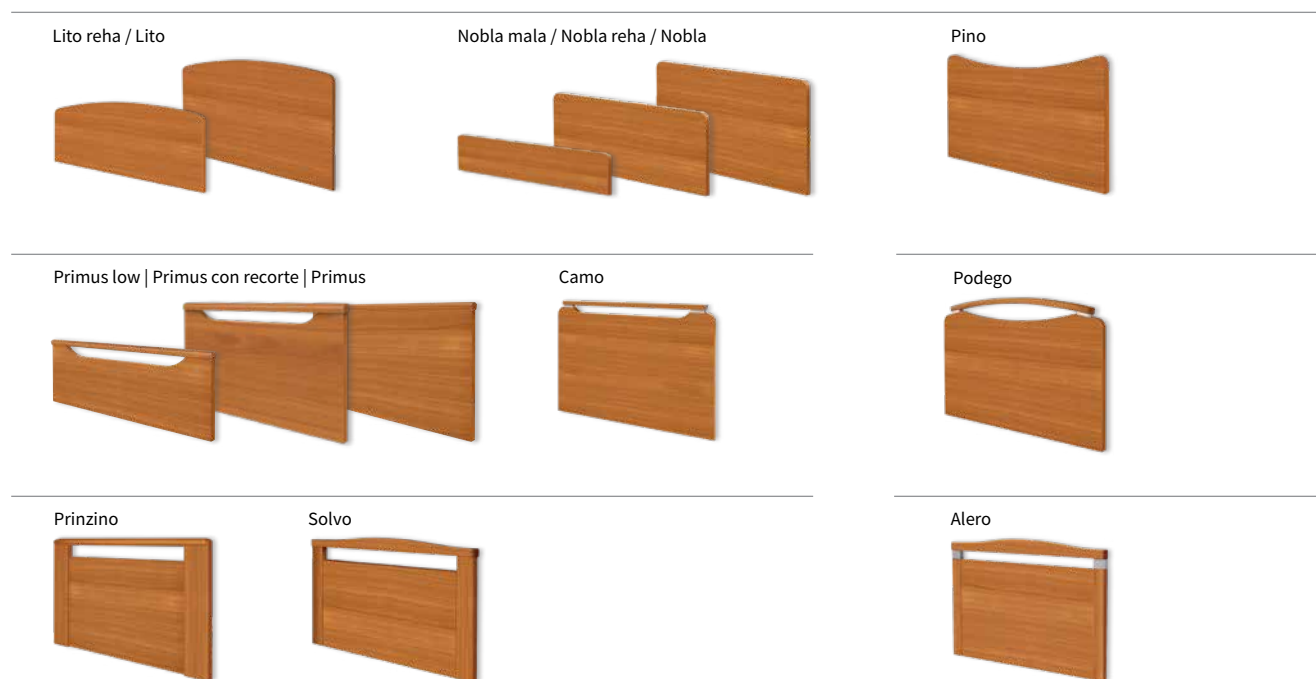 Lito reha / Lito
Nobla mala / Nobla reha / Nobla
Pino
Primus low | Primus con recorte | Primus
Camo
Podego
Prinzino
Solvo
Alero